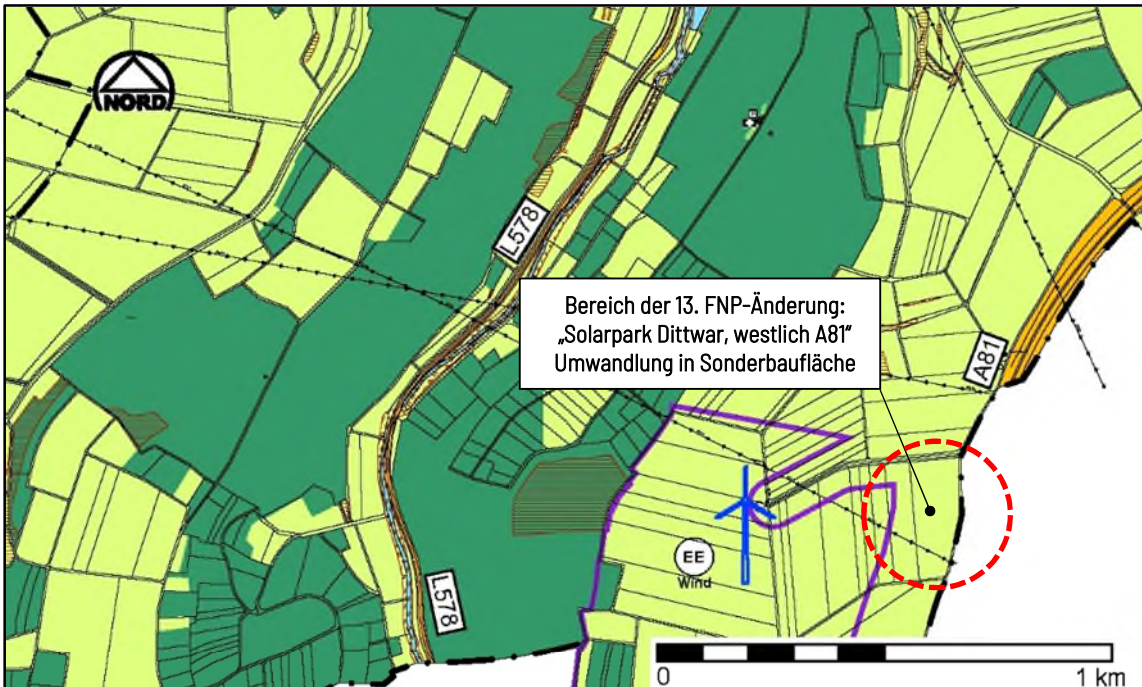 NORD
L578
Bereich der 13. FNP-Änderung:
„Solarpark Dittwar, westlich A81“
Umwandlung in Sonderbaufläche
A81
EE
Wind
L578
0
1 km